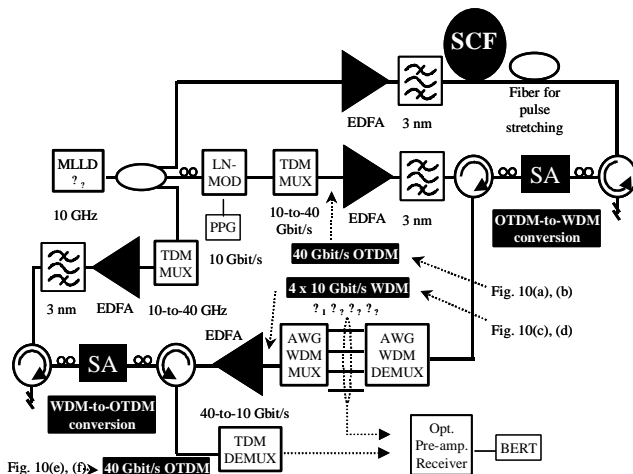 SCF
EDFA
3 nm
Fiber for
pulse
stretching
MLLD
?₇
10 GHz
LN-
MOD
TDM
MUX
EDFA
3 nm
SA
PPG
10 Gbit/s
10-to-40
Gbit/s
OTDM-to-WDM
conversion
40 Gbit/s OTDM
3 nm
EDFA
TDM
MUX
10-to-40 GHz
4 x 10 Gbit/s WDM
Fig. 10(a), (b)
Fig. 10(c), (d)
EDFA
AWG
WDM
MUX
AWG
WDM
DEMUX
SA
WDM-to-OTDM
conversion
40-to-10 Gbit/s
TDM
DEMUX
Opt.
Pre-amp.
Receiver
BERT
Fig. 10(e), (f)
40 Gbit/s OTDM